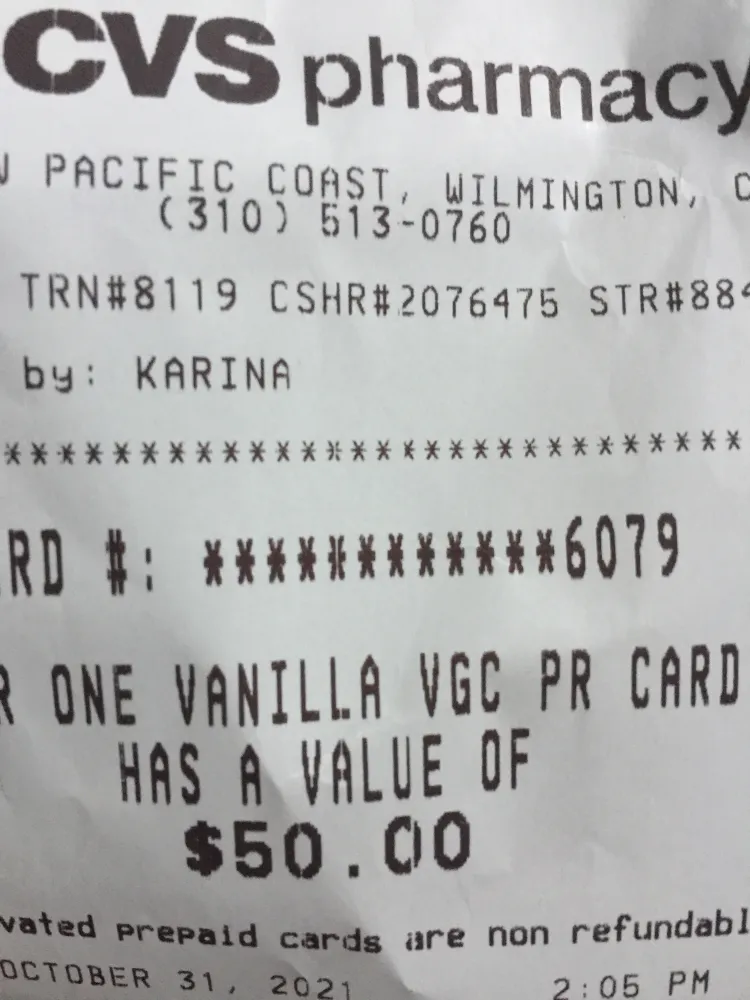 CVS pharmacy
PACIFIC COAST, WILMINGTON, C
(310) 513-0760
TRN#8119 CSHR#2076475 STR#884
by: KARINA
****************************
RD #: ************6079
R ONE VANILLA VGC PR CARD
HAS A VALUE OF
$50.00
vated prepaid cards are non refundabl
OCTOBER 31, 2021 2:05 PM